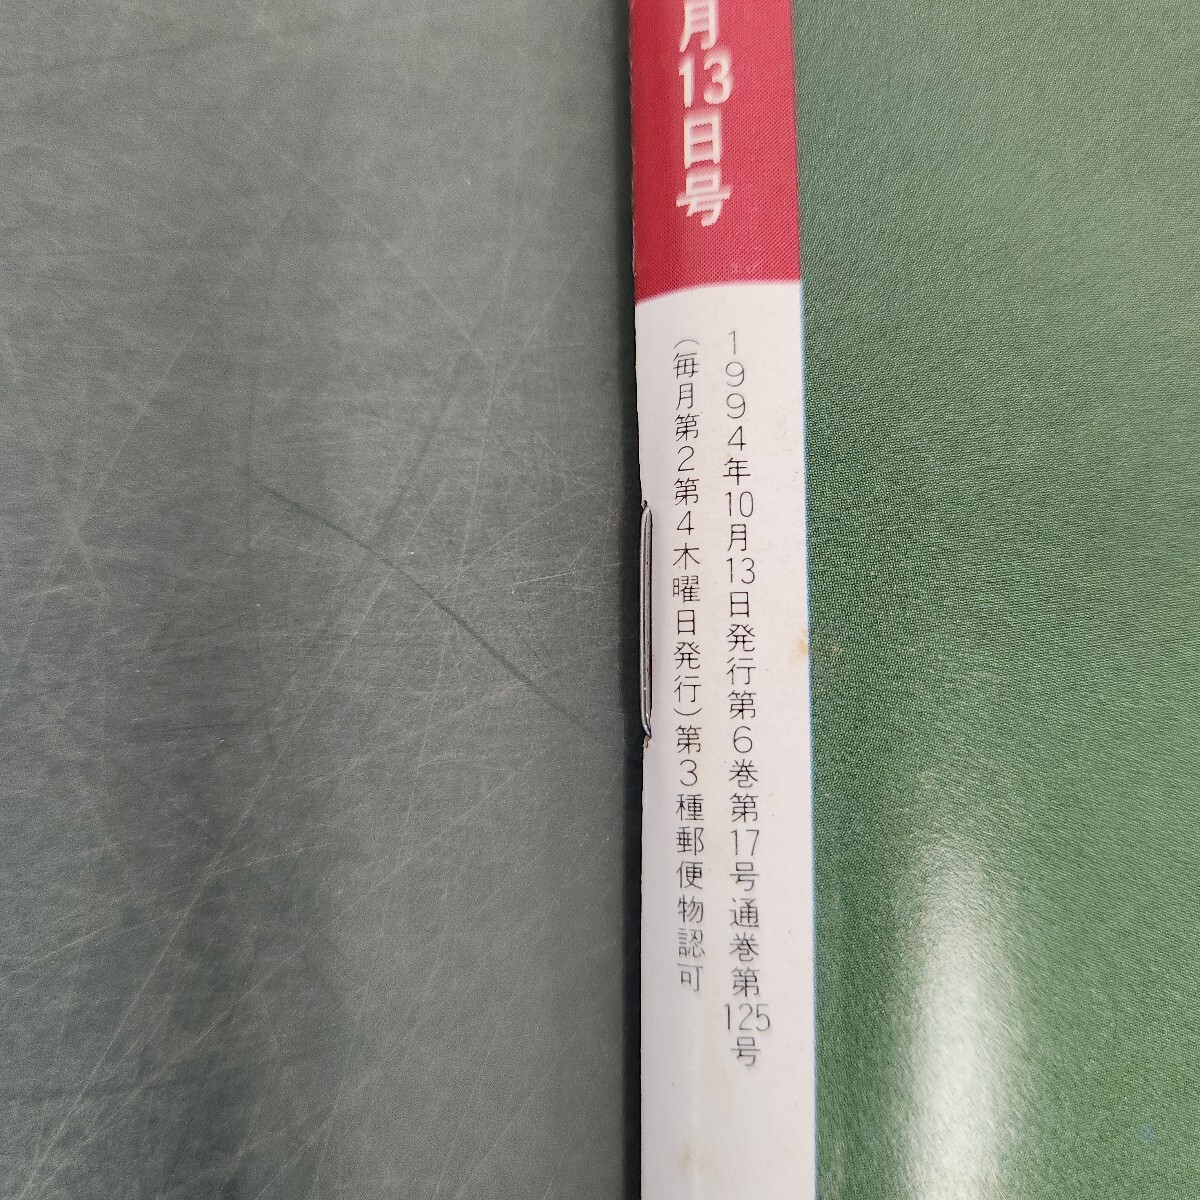 月13日号
1994年10月13日発行第6巻第17号通巻第125号
(毎月第2第4木曜日発行)第3種郵便物認可